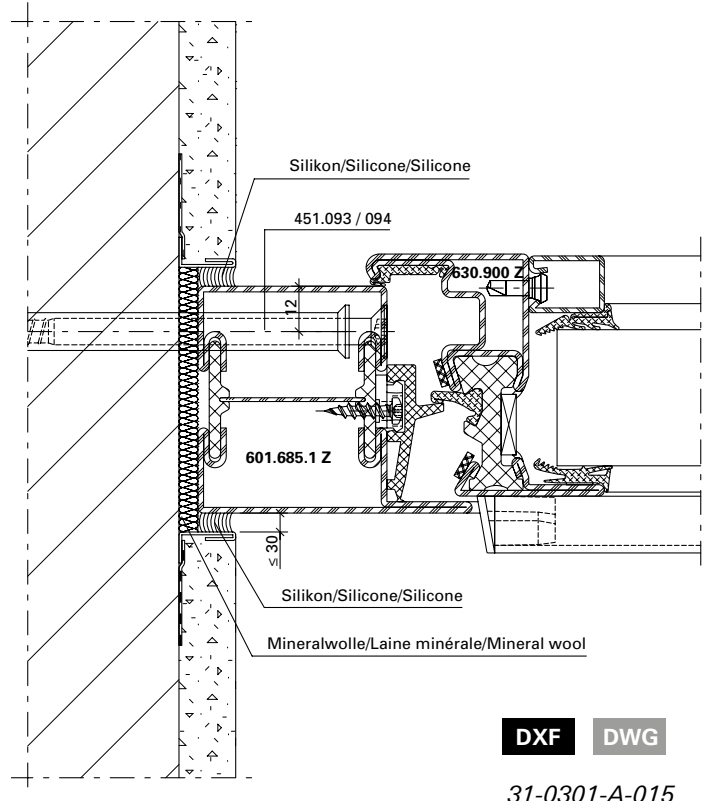 Silikon/Silicone/Silicone
451.093 / 094
630.900 Z
12
601.685.1 Z
≤ 30
Silikon/Silicone/Silicone
Mineralwolle/Laine minérale/Mineral wool
DXF DWG
31-0301-A-015